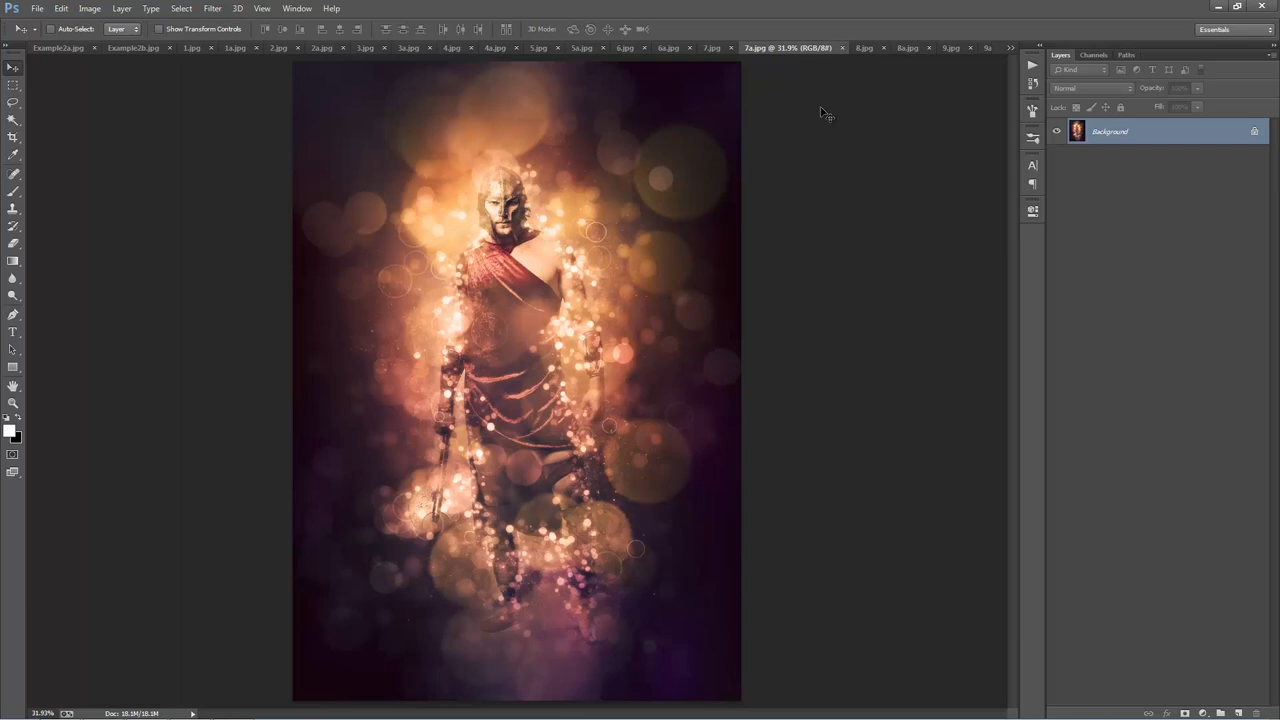 Ps File Edit Image Layer Type Select Filter 3D View Window Help
Auto-Select: Layer Show Transform Controls 3D Mode: Essentials
Example2a.jpg Example2b.jpg 1.jpg 1a.jpg 2.jpg 2a.jpg 3.jpg 3a.jpg 4.jpg 4a.jpg 5.jpg 5a.jpg 6.jpg 6a.jpg 7.jpg 7a.jpg @ 31.9% (RGB/8#) 8.jpg 8a.jpg 9.jpg 9a
Layers Channels Paths
Kind
Normal Opacity: 100%
Lock: Fill: 100%
Background
31.93% Doc: 18.1M/18.1M